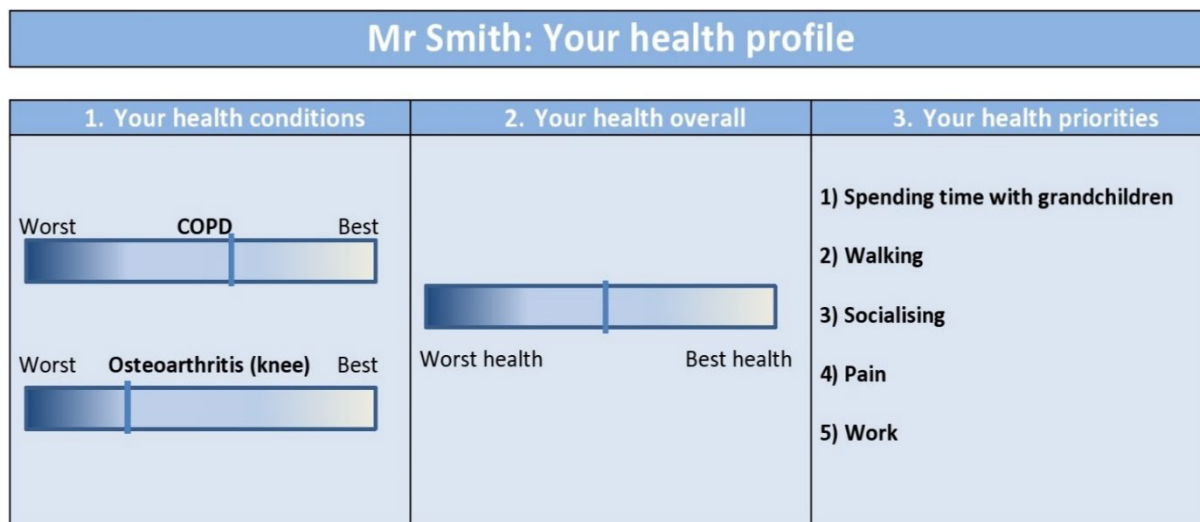 Mr Smith: Your health profile
1. Your health conditions
Worst COPD Best
Worst Osteoarthritis (knee) Best
2. Your health overall
Worst health Best health
3. Your health priorities
1) Spending time with grandchildren
2) Walking
3) Socialising
4) Pain
5) Work